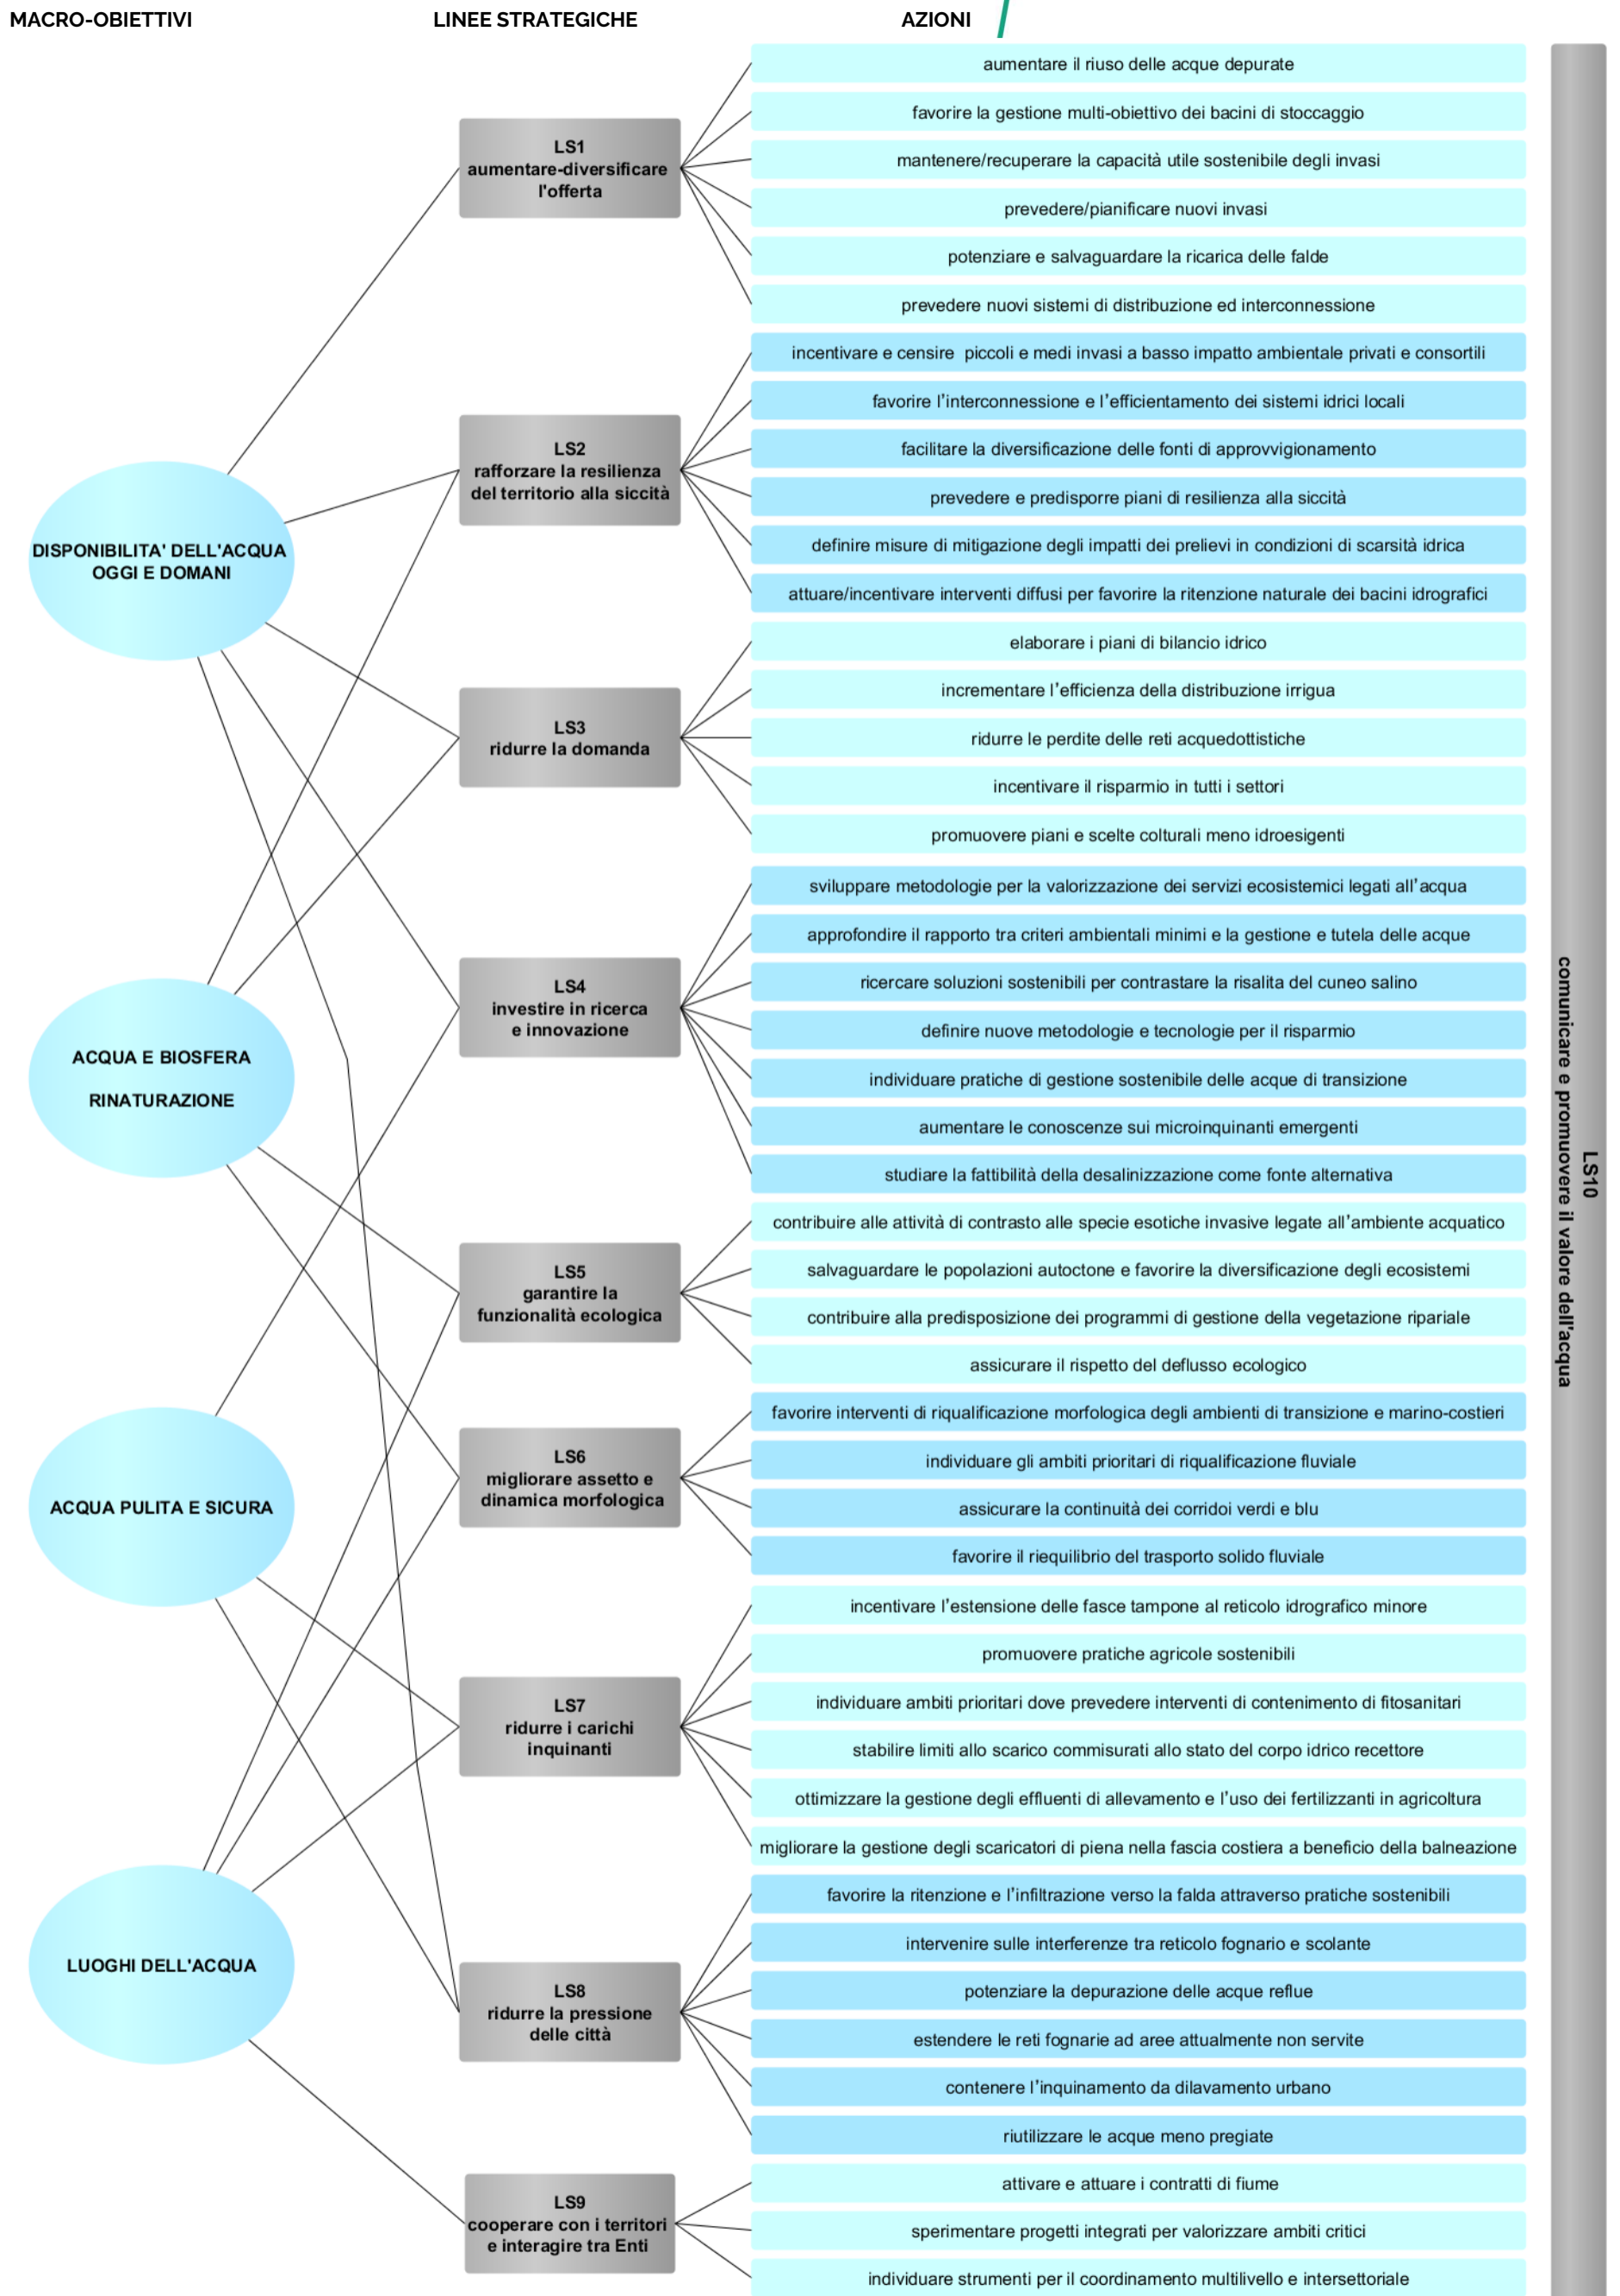 MACRO-OBIETTIVI
LINEE STRATEGICHE
AZIONI
DISPONIBILITA' DELL'ACQUA
OGGI E DOMANI
ACQUA E BIOSFERA
RINATURAZIONE
ACQUA PULITA E SICURA
LUOGHI DELL'ACQUA
LS1
aumentare-diversificare
l'offerta
aumentare il riuso delle acque depurate
favorire la gestione multi-obiettivo dei bacini di stoccaggio
mantenere/recuperare la capacità utile sostenibile degli invasi
prevedere/pianificare nuovi invasi
potenziare e salvaguardare la ricarica delle falde
prevedere nuovi sistemi di distribuzione ed interconnessione
LS2
rafforzare la resilienza
del territorio alla siccità
incentivare e censire piccoli e medi invasi a basso impatto ambientale privati e consortili
favorire l'interconnessione e l'efficientamento dei sistemi idrici locali
facilitare la diversificazione delle fonti di approvvigionamento
prevedere e predisporre piani di resilienza alla siccità
definire misure di mitigazione degli impatti dei prelievi in condizioni di scarsità idrica
attuare/incentivare interventi diffusi per favorire la ritenzione naturale dei bacini idrografici
LS3
ridurre la domanda
elaborare i piani di bilancio idrico
incrementare l'efficienza della distribuzione irrigua
ridurre le perdite delle reti acquedottistiche
incentivare il risparmio in tutti i settori
promuovere piani e scelte colturali meno idroesigenti
LS4
investire in ricerca
e innovazione
sviluppare metodologie per la valorizzazione dei servizi ecosistemici legati all'acqua
approfondire il rapporto tra criteri ambientali minimi e la gestione e tutela delle acque
ricercare soluzioni sostenibili per contrastare la risalita del cuneo salino
definire nuove metodologie e tecnologie per il risparmio
individuare pratiche di gestione sostenibile delle acque di transizione
aumentare le conoscenze sui microinquinanti emergenti
studiare la fattibilità della desalinizzazione come fonte alternativa
LS5
garantire la
funzionalità ecologica
contribuire alle attività di contrasto alle specie esotiche invasive legate all'ambiente acquatico
salvaguardare le popolazioni autoctone e favorire la diversificazione degli ecosistemi
contribuire alla predisposizione dei programmi di gestione della vegetazione ripariale
assicurare il rispetto del deflusso ecologico
LS6
migliorare assetto e
dinamica morfologica
favorire interventi di riqualificazione morfologica degli ambienti di transizione e marino-costieri
individuare gli ambiti prioritari di riqualificazione fluviale
assicurare la continuità dei corridoi verdi e blu
favorire il riequilibrio del trasporto solido fluviale
LS7
ridurre i carichi
inquinanti
incentivare l'estensione delle fasce tampone al reticolo idrografico minore
promuovere pratiche agricole sostenibili
individuare ambiti prioritari dove prevedere interventi di contenimento di fitosanitari
stabilire limiti allo scarico commisurati allo stato del corpo idrico recettore
ottimizzare la gestione degli effluenti di allevamento e l'uso dei fertilizzanti in agricoltura
migliorare la gestione degli scaricatori di piena nella fascia costiera a beneficio della balneazione
LS8
ridurre la pressione
delle città
favorire la ritenzione e l'infiltrazione verso la falda attraverso pratiche sostenibili
intervenire sulle interferenze tra reticolo fognario e scolante
potenziare la depurazione delle acque reflue
estendere le reti fognarie ad aree attualmente non servite
contenere l'inquinamento da dilavamento urbano
riutilizzare le acque meno pregiate
LS9
cooperare con i territori
e interagire tra Enti
attivare e attuare i contratti di fiume
sperimentare progetti integrati per valorizzare ambiti critici
individuare strumenti per il coordinamento multilivello e intersettoriale
LS10
comunicare e promuovere il valore dell'acqua